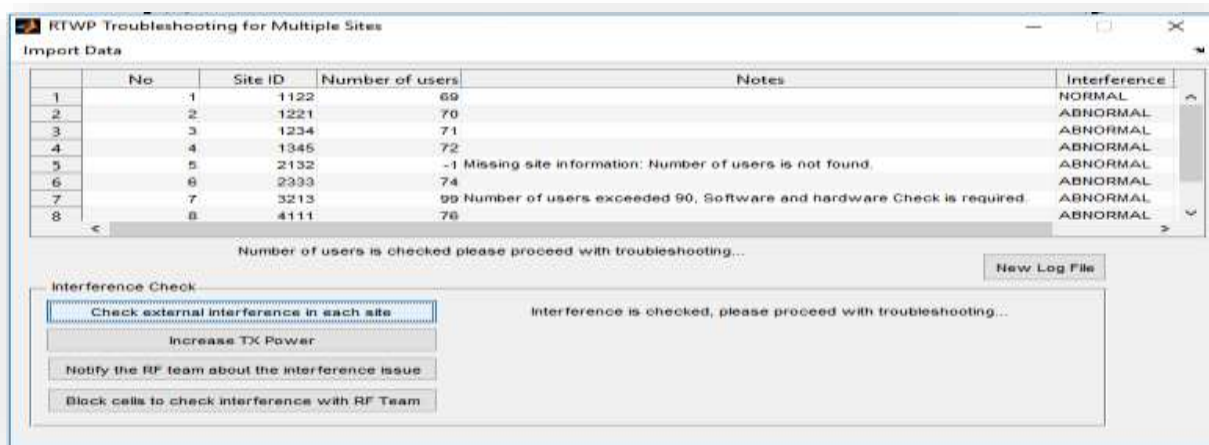 RTWP Troubleshooting for Multiple Sites
Import Data
No Site ID Number of users Notes Interference
1 1 1122 69 NORMAL
2 2 1221 70 ABNORMAL
3 3 1234 71 ABNORMAL
4 4 1345 72 ABNORMAL
5 5 2132 -1 Missing site information: Number of users is not found. ABNORMAL
6 6 2333 74 ABNORMAL
7 7 3213 99 Number of users exceeded 90, Software and hardware Check is required. ABNORMAL
8 8 4111 76 ABNORMAL
Number of users is checked please proceed with troubleshooting...
New Log File
Interference Check
Check external interference in each site
Interference is checked, please proceed with troubleshooting...
Increase TX Power
Notify the RF team about the interference issue
Block cells to check interference with RF Team